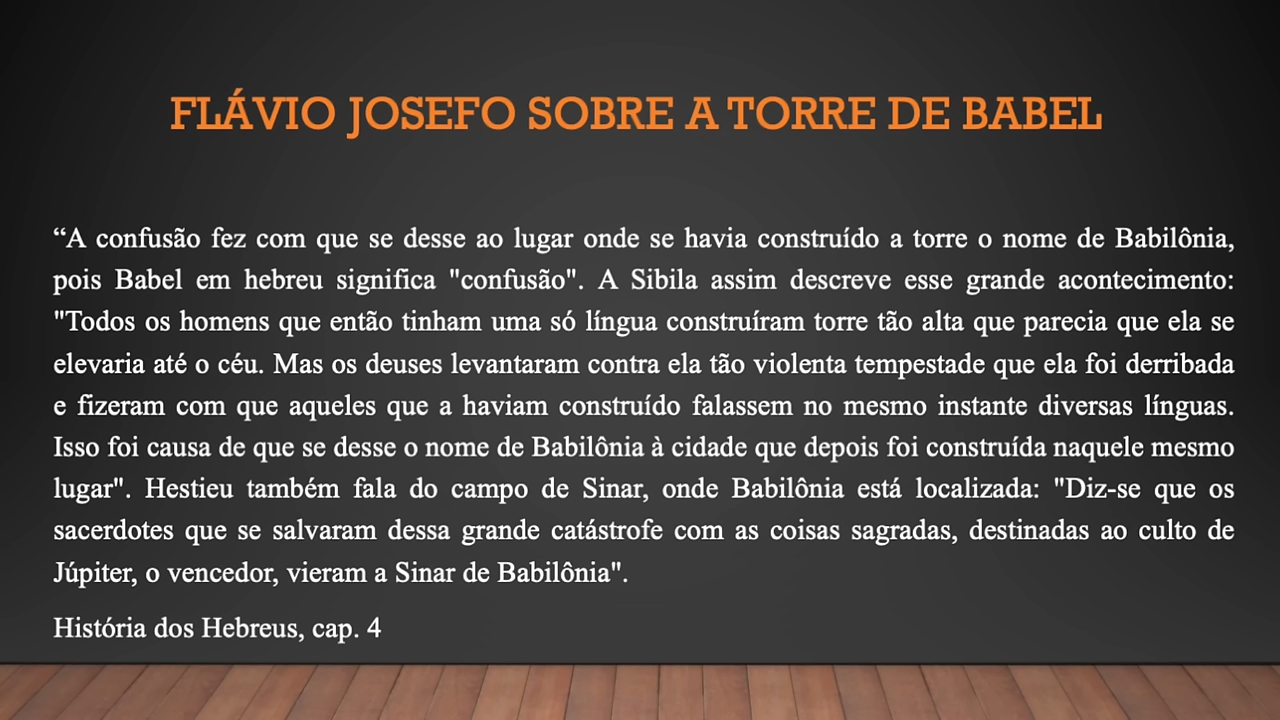 FLÁVIO JOSEFO SOBRE A TORRE DE BABEL
“A confusão fez com que se desse ao lugar onde se havia construído a torre o nome de Babilônia,
pois Babel em hebreu significa "confusão". A Sibila assim descreve esse grande acontecimento:
"Todos os homens que então tinham uma só língua construíram torre tão alta que parecia que ela se
elevaria até o céu. Mas os deuses levantaram contra ela tão violenta tempestade que ela foi derribada
e fizeram com que aqueles que a haviam construído falassem no mesmo instante diversas línguas.
Isso foi causa de que se desse o nome de Babilônia à cidade que depois foi construída naquele mesmo
lugar". Hestieu também fala do campo de Sinar, onde Babilônia está localizada: "Diz-se que os
sacerdotes que se salvaram dessa grande catástrofe com as coisas sagradas, destinadas ao culto de
Júpiter, o vencedor, vieram a Sinar de Babilônia".
História dos Hebreus, cap. 4